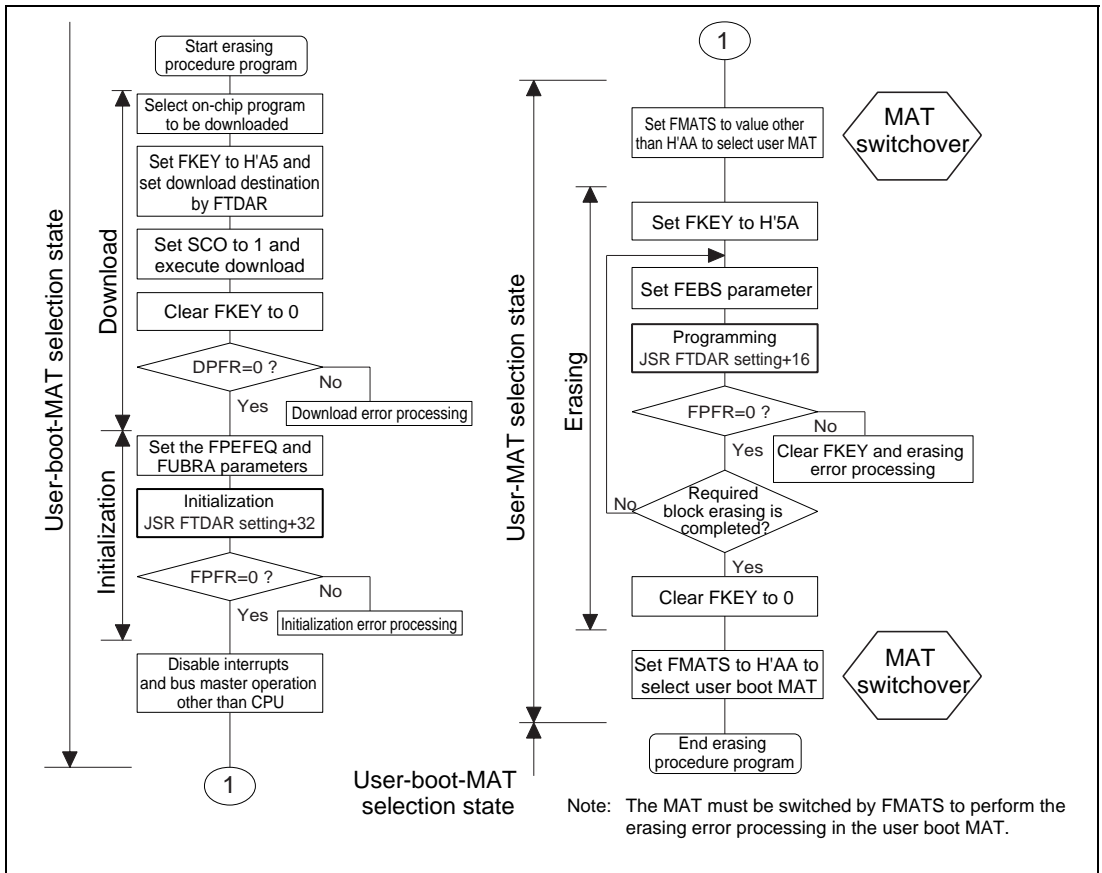 User-boot-MAT selection state
Download
Initialization
Start erasing
procedure program
Select on-chip program
to be downloaded
Set FKEY to H'A5 and
set download destination
by FTDAR
Set SCO to 1 and
execute download
Clear FKEY to 0
DPFR=0 ?
No
Yes
Download error processing
Set the FPEFEQ and
FUBRA parameters
Initialization
JSR FTDAR setting+32
FPFR=0 ?
No
Yes
Initialization error processing
Disable interrupts
and bus master operation
other than CPU
1
1
User-MAT selection state
Erasing
Set FMATS to value other
than H'AA to select user MAT
MAT
switchover
Set FKEY to H'5A
Set FEBS parameter
Programming
JSR FTDAR setting+16
FPFR=0 ?
No
Yes
Clear FKEY and erasing
error processing
Required
block erasing is
completed?
No
Yes
Clear FKEY to 0
Set FMATS to H'AA to
select user boot MAT
MAT
switchover
End erasing
procedure program
User-boot-MAT
selection state
Note: The MAT must be switched by FMATS to perform the
erasing error processing in the user boot MAT.